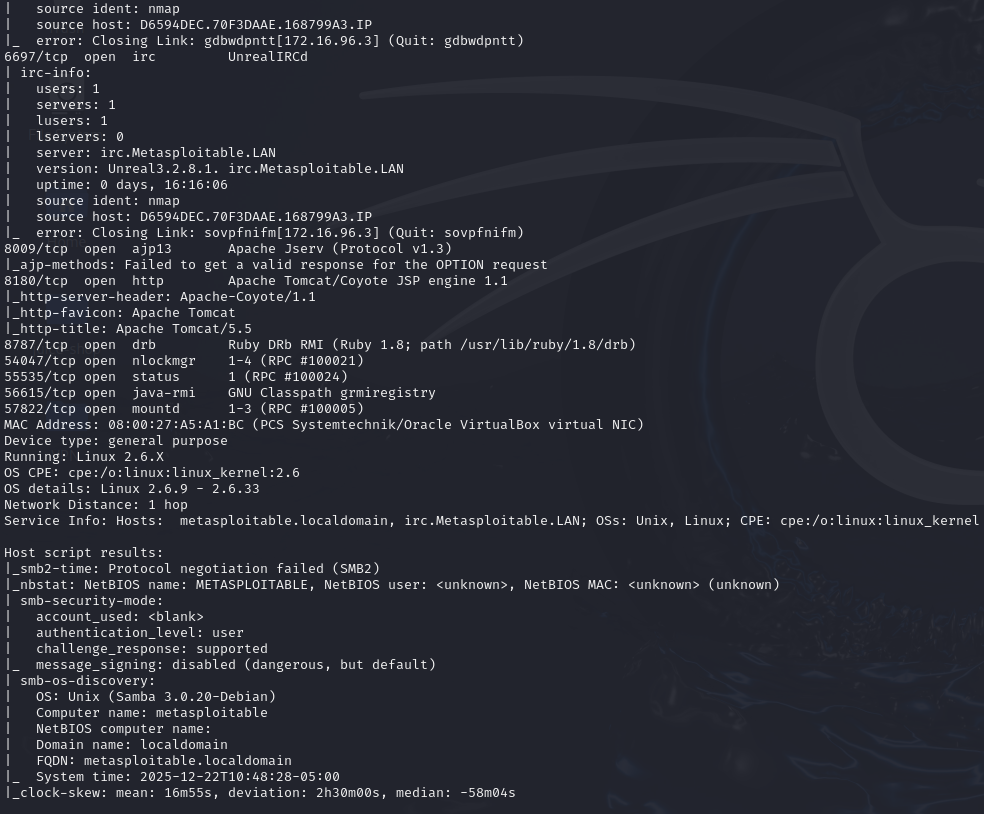 |   source ident: nmap
|   source host: D6594DEC.70F3DAAE.168799A3.IP
|_  error: Closing Link: gdbwdpntt[172.16.96.3] (Quit: gdbwdpntt)
6697/tcp  open  irc         UnrealIRCd
| irc-info:
|   users: 1
|   servers: 1
|   lusers: 1
|   lservers: 0
|   server: irc.Metasploitable.LAN
|   version: Unreal3.2.8.1. irc.Metasploitable.LAN
|   uptime: 0 days, 16:16:06
|   source ident: nmap
|   source host: D6594DEC.70F3DAAE.168799A3.IP
|_  error: Closing Link: sovpfnifm[172.16.96.3] (Quit: sovpfnifm)
8009/tcp  open  ajp13       Apache Jserv (Protocol v1.3)
|_ajp-methods: Failed to get a valid response for the OPTION request
8180/tcp  open  http        Apache Tomcat/Coyote JSP engine 1.1
|_http-server-header: Apache-Coyote/1.1
|_http-favicon: Apache Tomcat
|_http-title: Apache Tomcat/5.5
8787/tcp  open  drb         Ruby DRb RMI (Ruby 1.8; path /usr/lib/ruby/1.8/drb)
54047/tcp open  nlockmgr    1-4 (RPC #100021)
55535/tcp open  status      1 (RPC #100024)
56615/tcp open  java-rmi    GNU Classpath grmiregistry
57822/tcp open  mountd      1-3 (RPC #100005)
MAC Address: 08:00:27:A5:A1:BC (PCS Systemtechnik/Oracle VirtualBox virtual NIC)
Device type: general purpose
Running: Linux 2.6.X
OS CPE: cpe:/o:linux:linux_kernel:2.6
OS details: Linux 2.6.9 - 2.6.33
Network Distance: 1 hop
Service Info: Hosts:  metasploitable.localdomain, irc.Metasploitable.LAN; OSs: Unix, Linux; CPE: cpe:/o:linux:linux_kernel

Host script results:
|_smb2-time: Protocol negotiation failed (SMB2)
|_nbstat: NetBIOS name: METASPLOITABLE, NetBIOS user: <unknown>, NetBIOS MAC: <unknown> (unknown)
| smb-security-mode:
|   account_used: <blank>
|   authentication_level: user
|   challenge_response: supported
|_  message_signing: disabled (dangerous, but default)
| smb-os-discovery:
|   OS: Unix (Samba 3.0.20-Debian)
|   Computer name: metasploitable
|   NetBIOS computer name:
|   Domain name: localdomain
|   FQDN: metasploitable.localdomain
|_  System time: 2025-12-22T10:48:28-05:00
|_clock-skew: mean: 16m55s, deviation: 2h30m00s, median: -58m04s